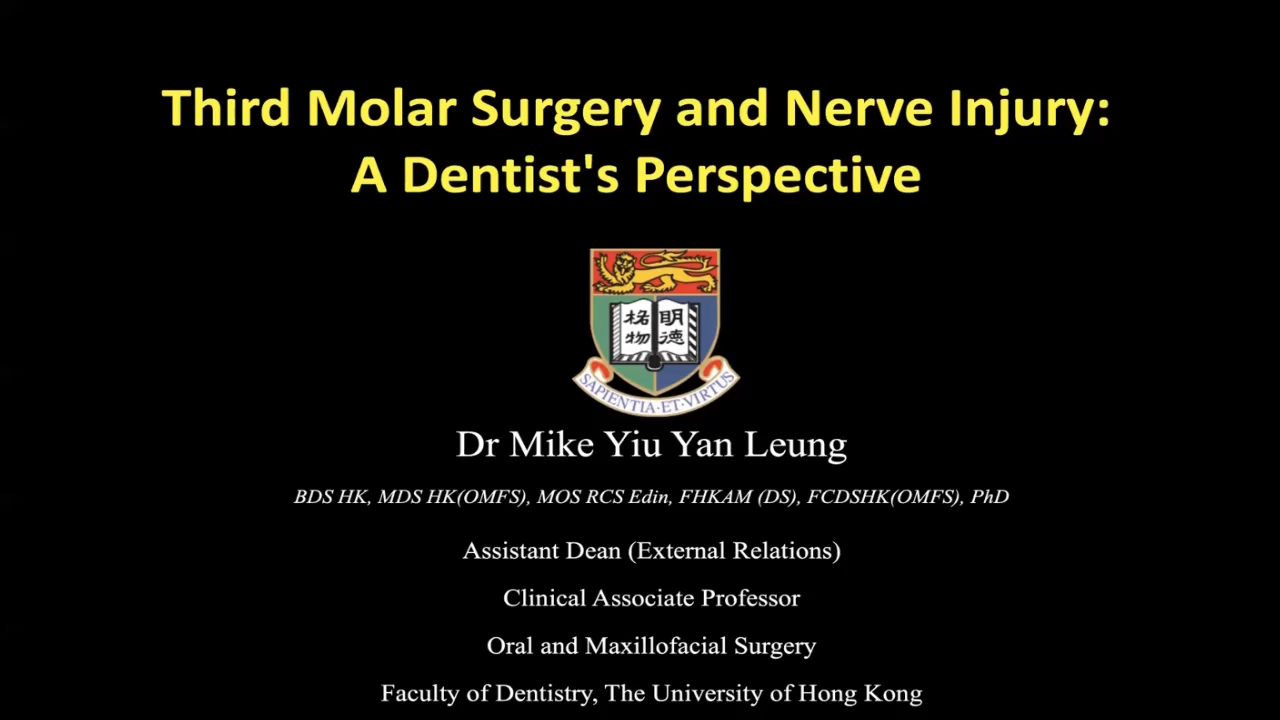 Third Molar Surgery and Nerve Injury:
A Dentist's Perspective
格物
明德
SAPIENTIA·ET·VIRTUS
Dr Mike Yiu Yan Leung
BDS HK, MDS HK(OMFS), MOS RCS Edin, FHKAM (DS), FCDSHK(OMFS), PhD
Assistant Dean (External Relations)
Clinical Associate Professor
Oral and Maxillofacial Surgery
Faculty of Dentistry, The University of Hong Kong